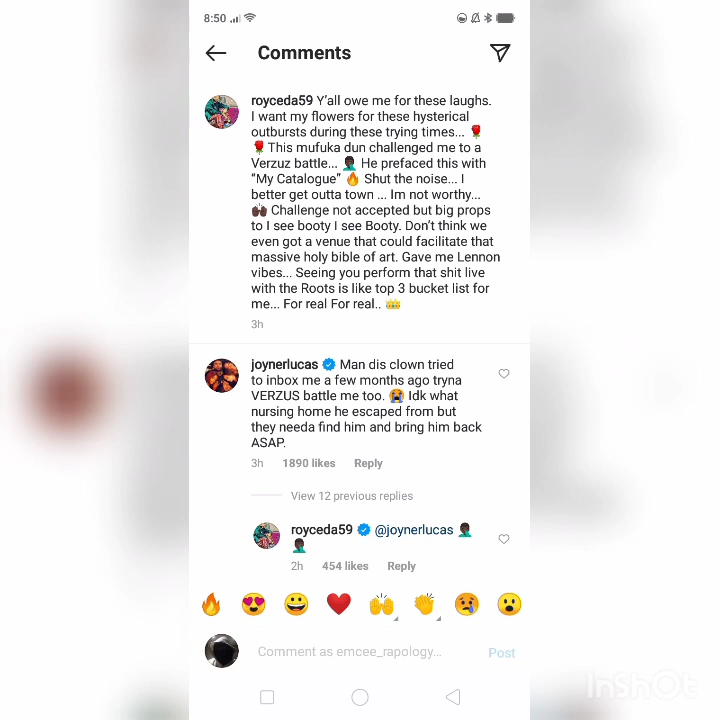 8:50
Comments
royceda59 Y'all owe me for these laughs.
I want my flowers for these hysterical
outbursts during these trying times... 🌹
🌹This mufuka dun challenged me to a
Verzuz battle... 🤦🏿‍♂️ He prefaced this with
“My Catalogue” 🔥 Shut the noise... I
better get outta town ... Im not worthy...
🙌🏿 Challenge not accepted but big props
to I see booty I see Booty. Don't think we
even got a venue that could facilitate that
massive holy bible of art. Gave me Lennon
vibes... Seeing you perform that shit live
with the Roots is like top 3 bucket list for
me... For real For real.. 👑
3h
joynerlucas Man dis clown tried
to inbox me a few months ago tryna
VERZUS battle me too. 😭 Idk what
nursing home he escaped from but
they needa find him and bring him back
ASAP.
3h 1890 likes Reply
View 12 previous replies
royceda59 @joynerlucas 🤦🏿‍♂️
🤦🏿‍♂️
2h 454 likes Reply
🔥 😍 😀 ❤️ 🙌 👏 😢 😮
Comment as emcee_rapology... Post
InShOt